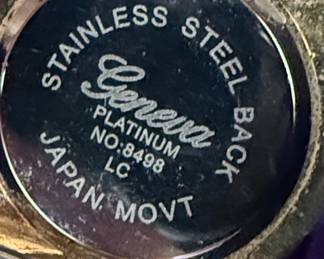 STAINLESS STEEL BACK
Geneva
PLATINUM
NO:8498
LC
JAPAN MOVT